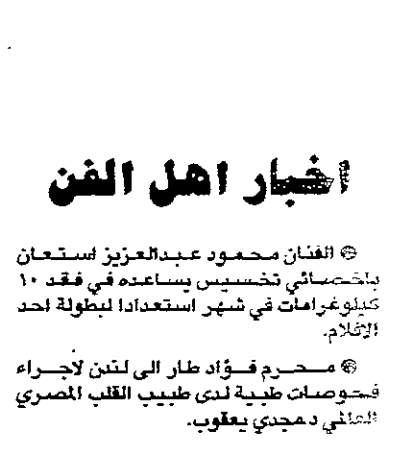 اخبار اهل الفن
الفنان محمود عبدالعزيز استعان
باخصائي تخسيس يساعده في فقد ١٠
كيلوغرامات في شهر استعدادا لبطولة احد
الافلام.
محرم فؤاد طار الى لندن لأجراء
فحوصات طبية لدى طبيب القلب المصري
العالمي د مجدي يعقوب.